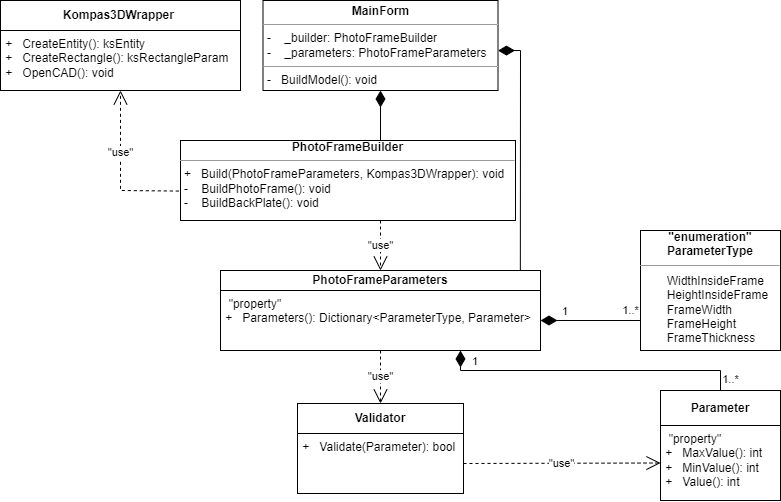 Kompas3DWrapper
+ CreateEntity(): ksEntity
+ CreateRectangle(): ksRectangleParam
+ OpenCAD(): void
MainForm
- _builder: PhotoFrameBuilder
- _parameters: PhotoFrameParameters
- BuildModel(): void
"use"
PhotoFrameBuilder
+ Build(PhotoFrameParameters, Kompas3DWrapper): void
- BuildPhotoFrame(): void
- BuildBackPlate(): void
"use"
"enumeration"
ParameterType
WidthInsideFrame
HeightInsideFrame
FrameWidth
FrameHeight
FrameThickness
PhotoFrameParameters
"property"
+ Parameters(): Dictionary<ParameterType, Parameter>
1
1..*
1
1..*
"use"
Validator
+ Validate(Parameter): bool
"use"
Parameter
"property"
+ MaxValue(): int
+ MinValue(): int
+ Value(): int